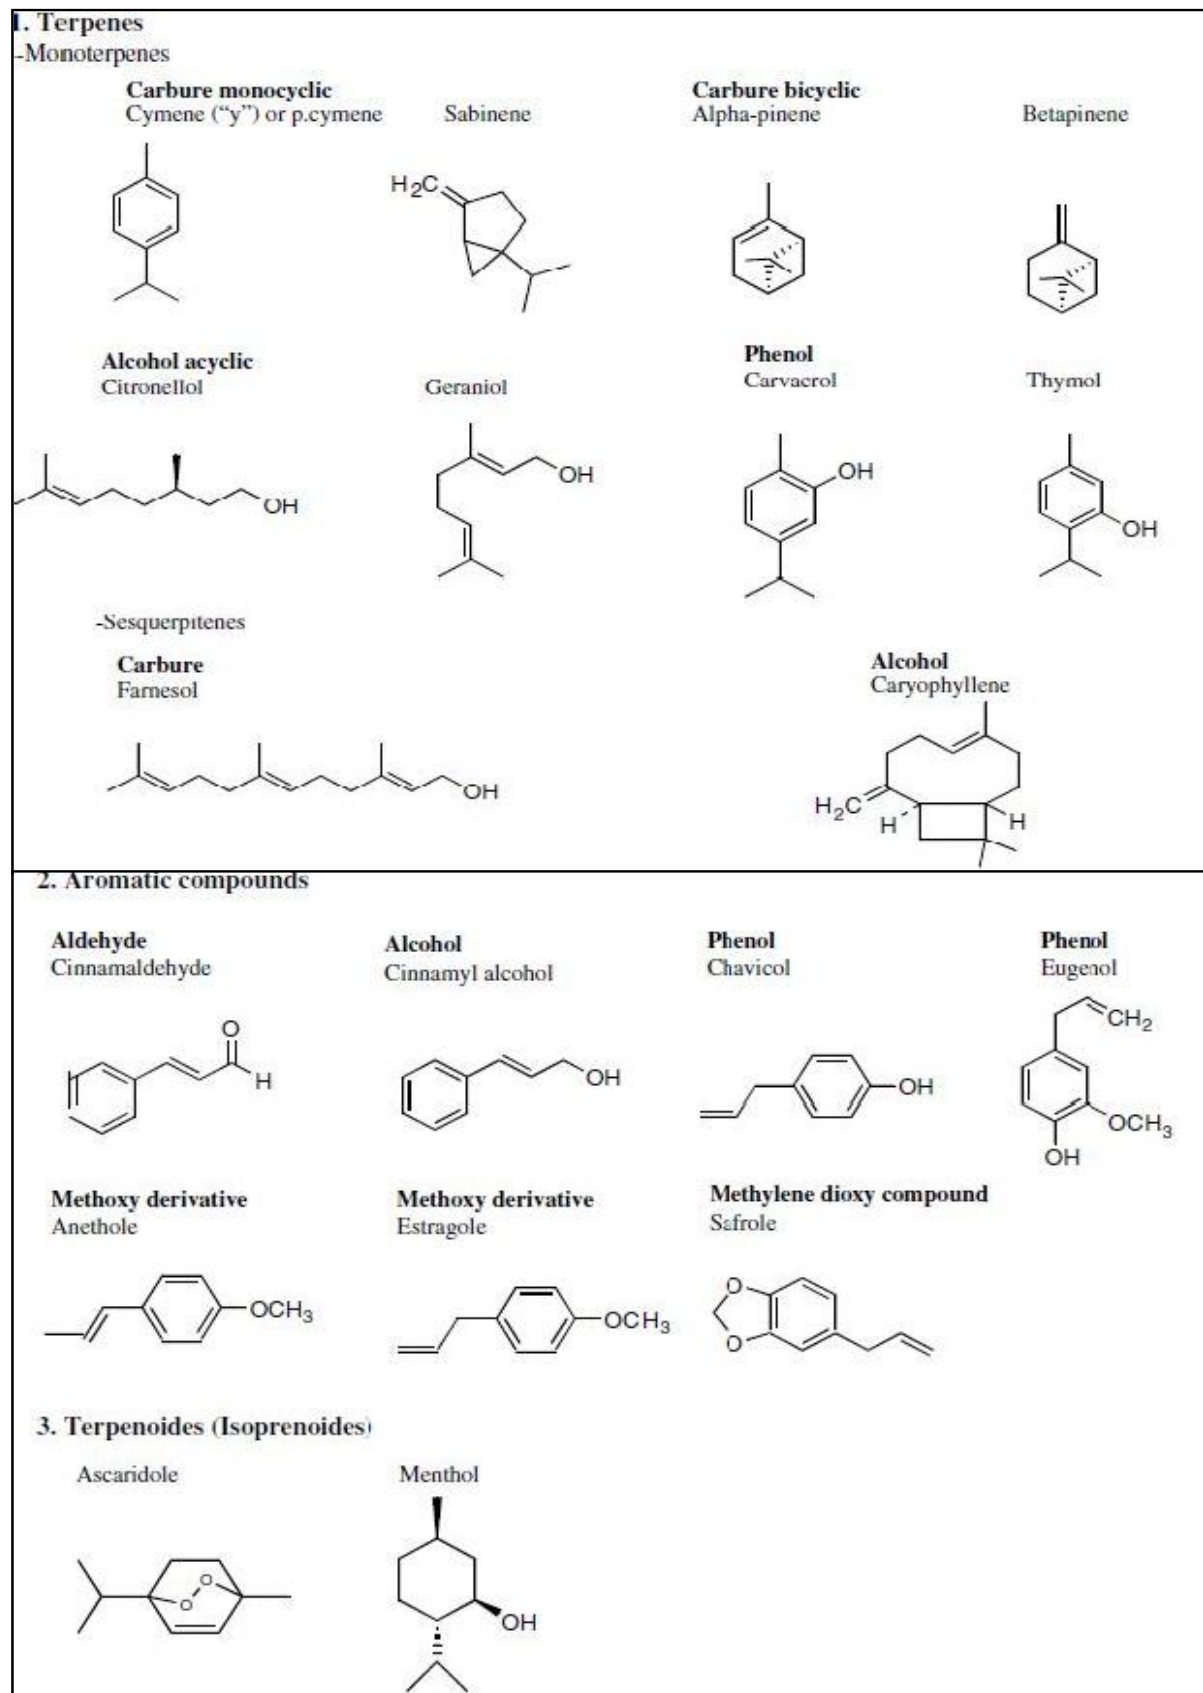 1. Terpenes
-Monoterpenes
Carbure monocyclic
Cymene (“y”) or p.cymene
Sabinene
Carbure bicyclic
Alpha-pinene
Betapinene
H2C
Alcohol acyclic
Citronellol
Geraniol
Phenol
Carvacrol
Thymol
OH
OH
OH
OH
-Sesquerpitenes
Carbure
Farnesol
Alcohol
Caryophyllene
OH
H2C
H
H
2. Aromatic compounds
Aldehyde
Cinnamaldehyde
Alcohol
Cinnamyl alcohol
Phenol
Chavicol
Phenol
Eugenol
O
H
OH
OH
CH2
OCH3
OH
Methoxy derivative
Anethole
Methoxy derivative
Estragole
Methylene dioxy compound
Safrole
OCH3
OCH3
O
O
3. Terpenoides (Isoprenoides)
Ascaridole
Menthol
O
O
OH